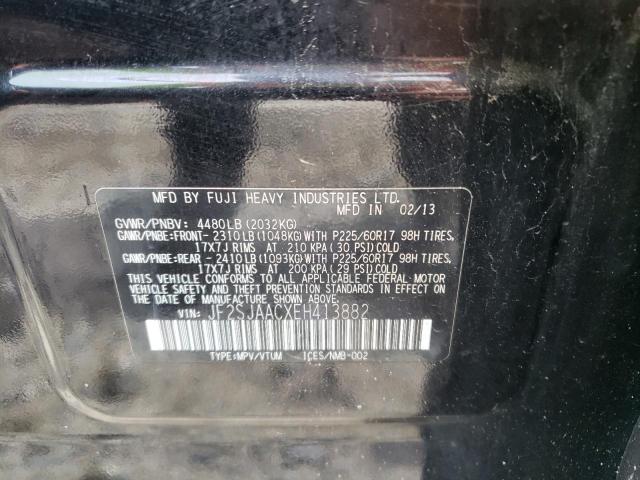 MFD BY FUJI HEAVY INDUSTRIES LTD.
MFD IN 02/13
GVWR/PNBV: 4480LB(2032KG)
GAWR/PNBE:FRONT-2310LB(1048KG)WITH P225/60R17 98H TIRES,
17X7J RIMS AT 210 KPA(30 PSI)COLD
GAWR/PNBE:REAR -2410LB(1093KG)WITH P225/60R17 98H TIRES,
17X7J RIMS AT 200 KPA(29 PSI)COLD
THIS VEHICLE CONFORMS TO ALL APPLICABLE FEDERAL MOTOR
VEHICLE SAFETY AND THEFT PREVENTION STANDARDS IN EFFECT
ON THE DATE OF MANUFACTURE SHOWN ABOVE.
VIN: JF2SJAACXEH413882
TYPE:MPV/VTUM ICES/NMB-002